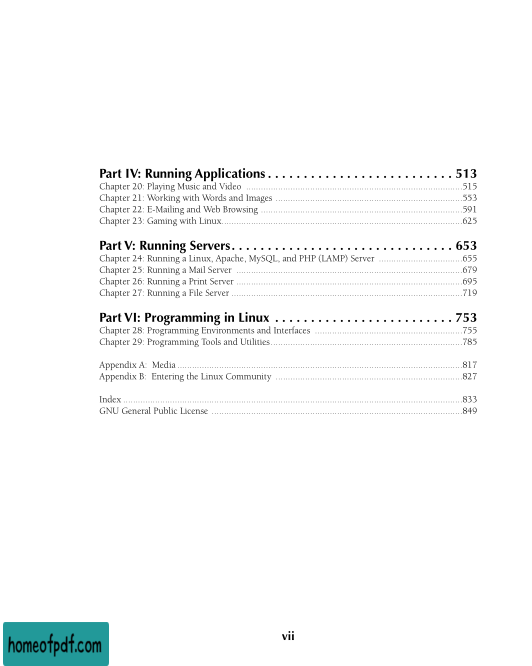 Part IV: Running Applications . . . . . . . . . . . . . . . . . . . . . . . . . . 513
Chapter 20: Playing Music and Video ........................................515
Chapter 21: Working with Words and Images ........................................553
Chapter 22: E-Mailing and Web Browsing ........................................591
Chapter 23: Gaming with Linux........................................625
Part V: Running Servers. . . . . . . . . . . . . . . . . . . . . . . . . . . . . . . 653
Chapter 24: Running a Linux, Apache, MySQL, and PHP (LAMP) Server ..............................655
Chapter 25: Running a Mail Server ........................................679
Chapter 26: Running a Print Server ........................................695
Chapter 27: Running a File Server ........................................719
Part VI: Programming in Linux . . . . . . . . . . . . . . . . . . . . . . . . . 753
Chapter 28: Programming Environments and Interfaces ........................................755
Chapter 29: Programming Tools and Utilities........................................785
Appendix A: Media ........................................817
Appendix B: Entering the Linux Community ........................................827
Index ........................................833
GNU General Public License ........................................849
vii
homeofpdf.com